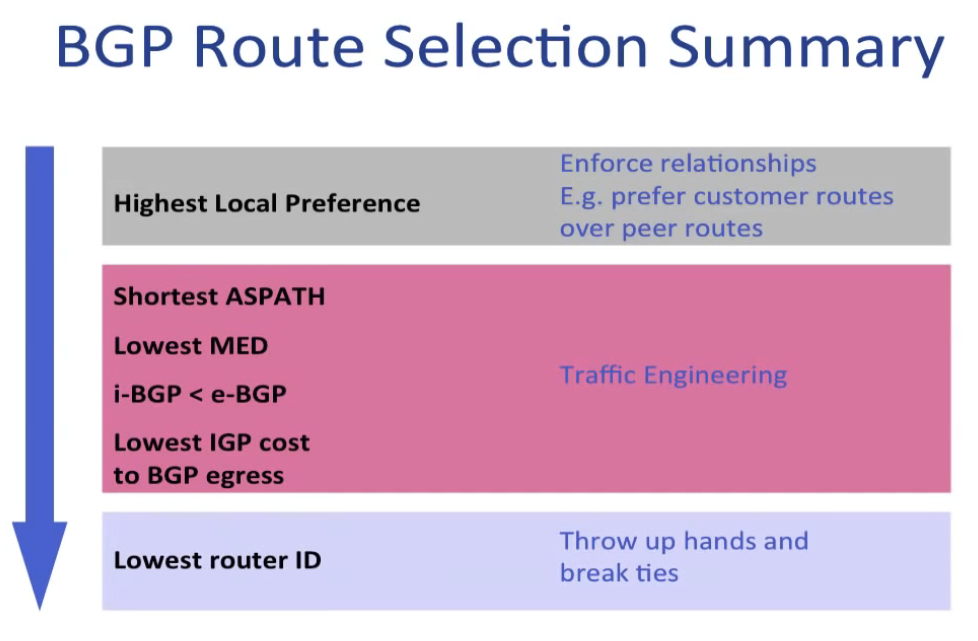 BGP Route Selection Summary
Highest Local Preference
Enforce relationships
E.g. prefer customer routes
over peer routes
Shortest ASPATH
Lowest MED
i-BGP < e-BGP
Lowest IGP cost
to BGP egress
Traffic Engineering
Lowest router ID
Throw up hands and
break ties